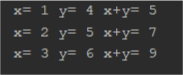 x= 1 y= 4 x+y= 5
x= 2 y= 5 x+y= 7
x= 3 y= 6 x+y= 9